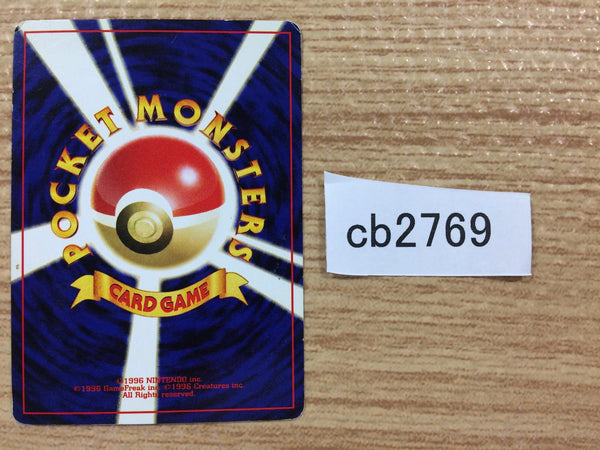 POCKET MONSTERS
CARD GAME
©1996 NINTENDO inc.
©1996 GameFreak inc. ©1996 Creatures inc.
All Rights reserved.
cb2769